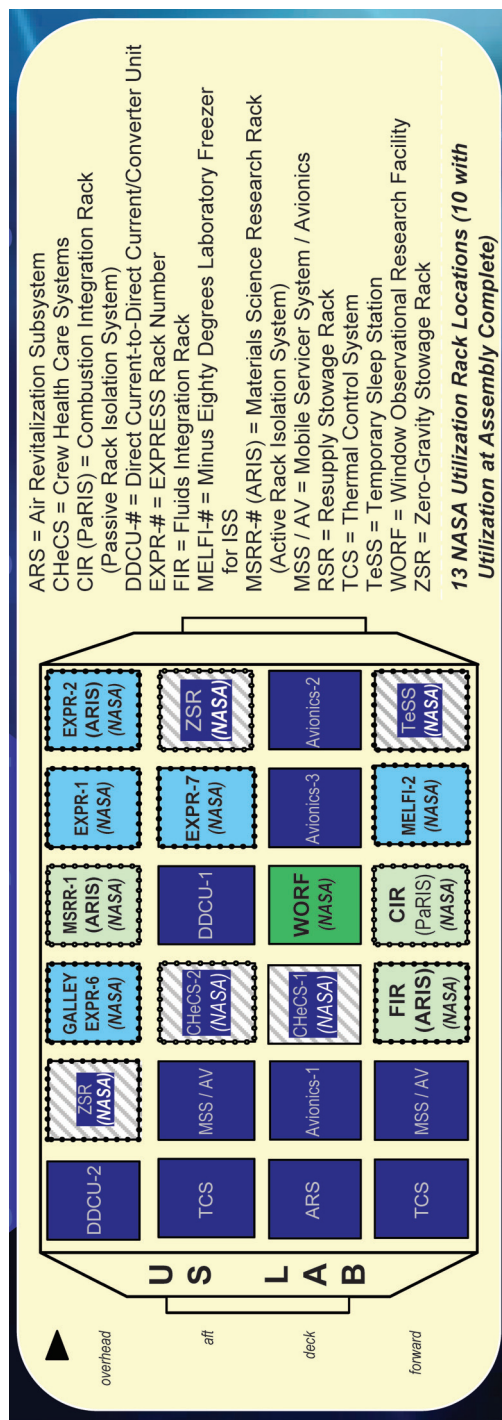 U
S
L
A
B
overhead
aft
deck
forward
DDCU-2
ZSR
(NASA)
GALLEY
EXPR-6
(NASA)
MSRR-1
(ARIS)
(NASA)
EXPR-1
(NASA)
EXPR-2
(ARIS)
(NASA)
TCS
MSS / AV
CHeCS-2
(NASA)
DDCU-1
EXPR-7
(NASA)
ZSR
(NASA)
ARS
Avionics-1
CHeCS-1
(NASA)
WORF
(NASA)
Avionics-3
Avionics-2
TCS
MSS / AV
FIR
(ARIS)
(NASA)
CIR
(PaRIS)
(NASA)
MELFI-2
(NASA)
TeSS
(NASA)
ARS = Air Revitalization Subsystem
CHeCS = Crew Health Care Systems
CIR (PaRIS) = Combustion Integration Rack
(Passive Rack Isolation System)
DDCU-# = Direct Current-to-Direct Current/Converter Unit
EXPR-# = EXPRESS Rack Number
FIR = Fluids Integration Rack
MELFI-# = Minus Eighty Degrees Laboratory Freezer
for ISS
MSRR-# (ARIS) = Materials Science Research Rack
(Active Rack Isolation System)
MSS / AV = Mobile Servicer System / Avionics
RSR = Resupply Stowage Rack
TCS = Thermal Control System
TeSS = Temporary Sleep Station
WORF = Window Observational Research Facility
ZSR = Zero-Gravity Stowage Rack
13 NASA Utilization Rack Locations (10 with
Utilization at Assembly Complete)